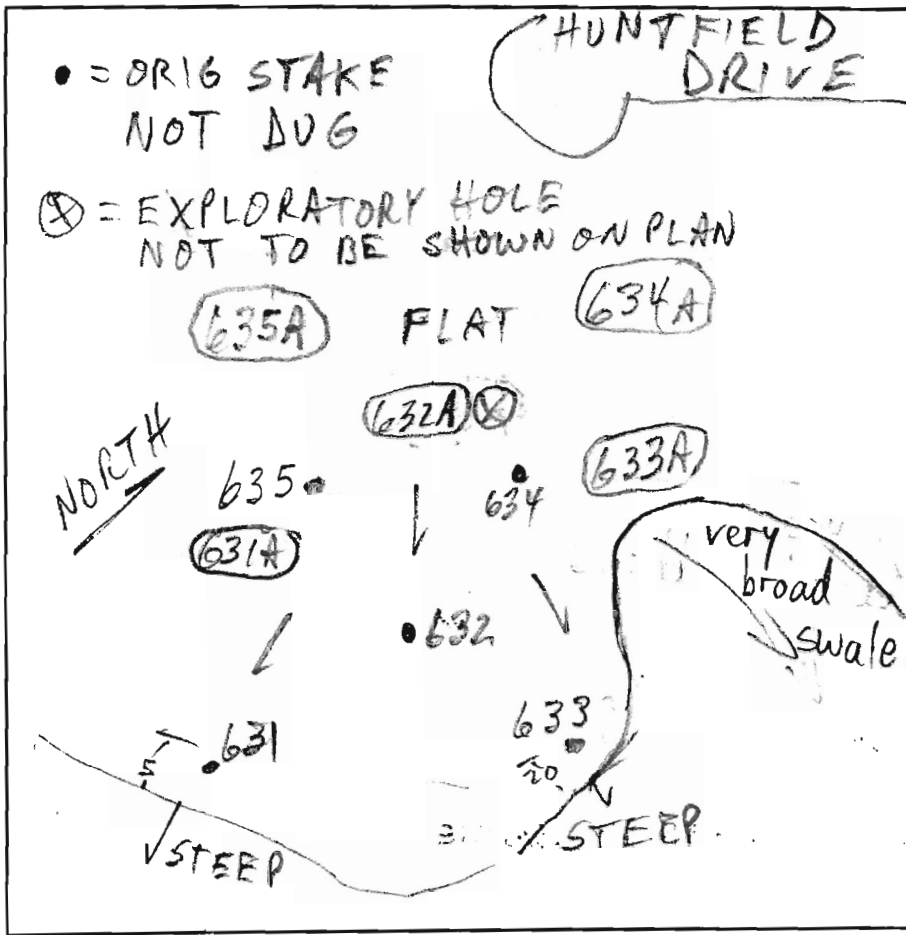 HUNTFIELD
DRIVE
● = ORIG STAKE
NOT DUG
Ⓧ = EXPLORATORY HOLE
NOT TO BE SHOWN ON PLAN
635A
FLAT
634A
632A Ⓧ
NORTH
635
634
633A
631A
very
broad
swale
632
631
633
5
20
STEEP
STEEP